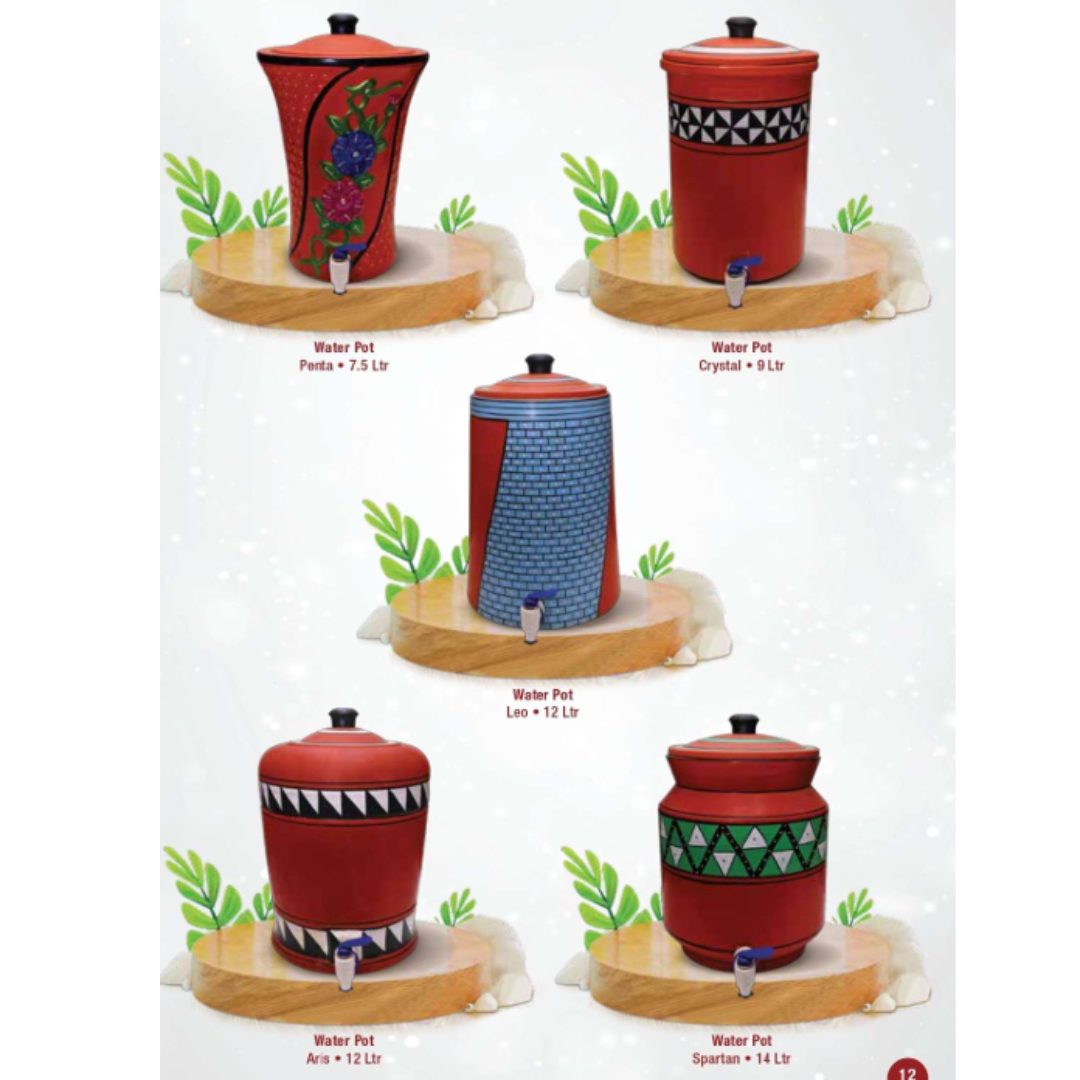 Water Pot
Penta • 7.5 Ltr
Water Pot
Crystal • 9 Ltr
Water Pot
Leo • 12 Ltr
Water Pot
Aris • 12 Ltr
Water Pot
Spartan • 14 Ltr
12